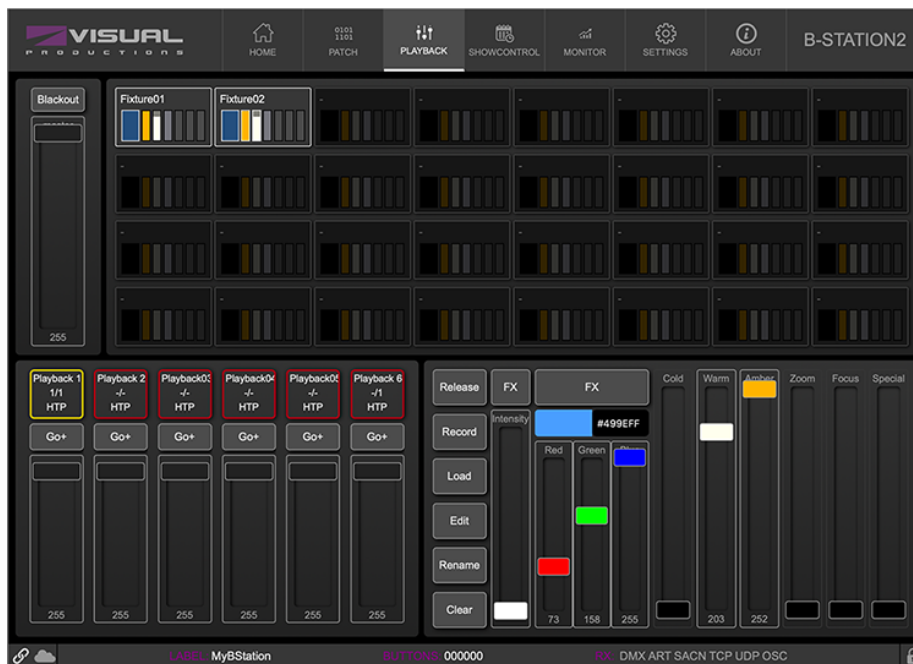 VISUAL
PRODUCTIONS
HOME
0101
1101
PATCH
PLAYBACK
SHOWCONTROL
MONITOR
SETTINGS
ABOUT
B-STATION2
Blackout
255
Fixture01
Fixture02
Playback 1
1/1
HTP
Playback 2
-/-
HTP
Playback03
-/-
HTP
Playback04
-/-
HTP
Playback05
-/-
HTP
Playback 6
-/1
HTP
Go+
Go+
Go+
Go+
Go+
Go+
255
255
255
255
255
255
Release
Record
Load
Edit
Rename
Clear
FX
FX
Intensity
#499EFF
Red
Green
73
158
255
Cold
Warm
Amber
Zoom
Focus
Special
203
252
LABEL: MyBStation
BUTTONS: 000000
RX: DMX ART SACN TCP UDP OSC